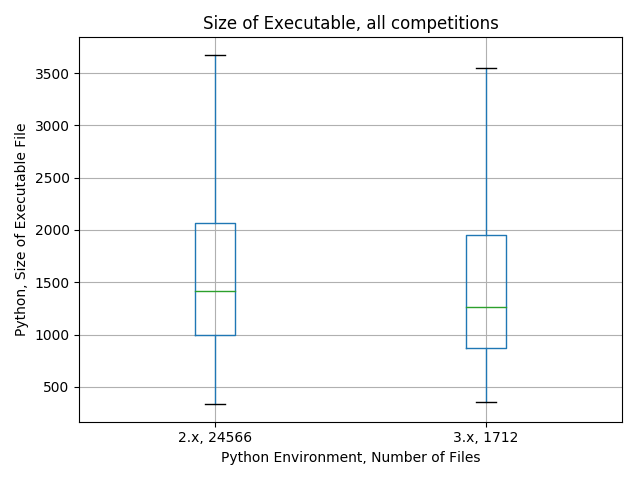 Size of Executable, all competitions
Python, Size of Executable File
3500
3000
2500
2000
1500
1000
500
2.x, 24566
3.x, 1712
Python Environment, Number of Files